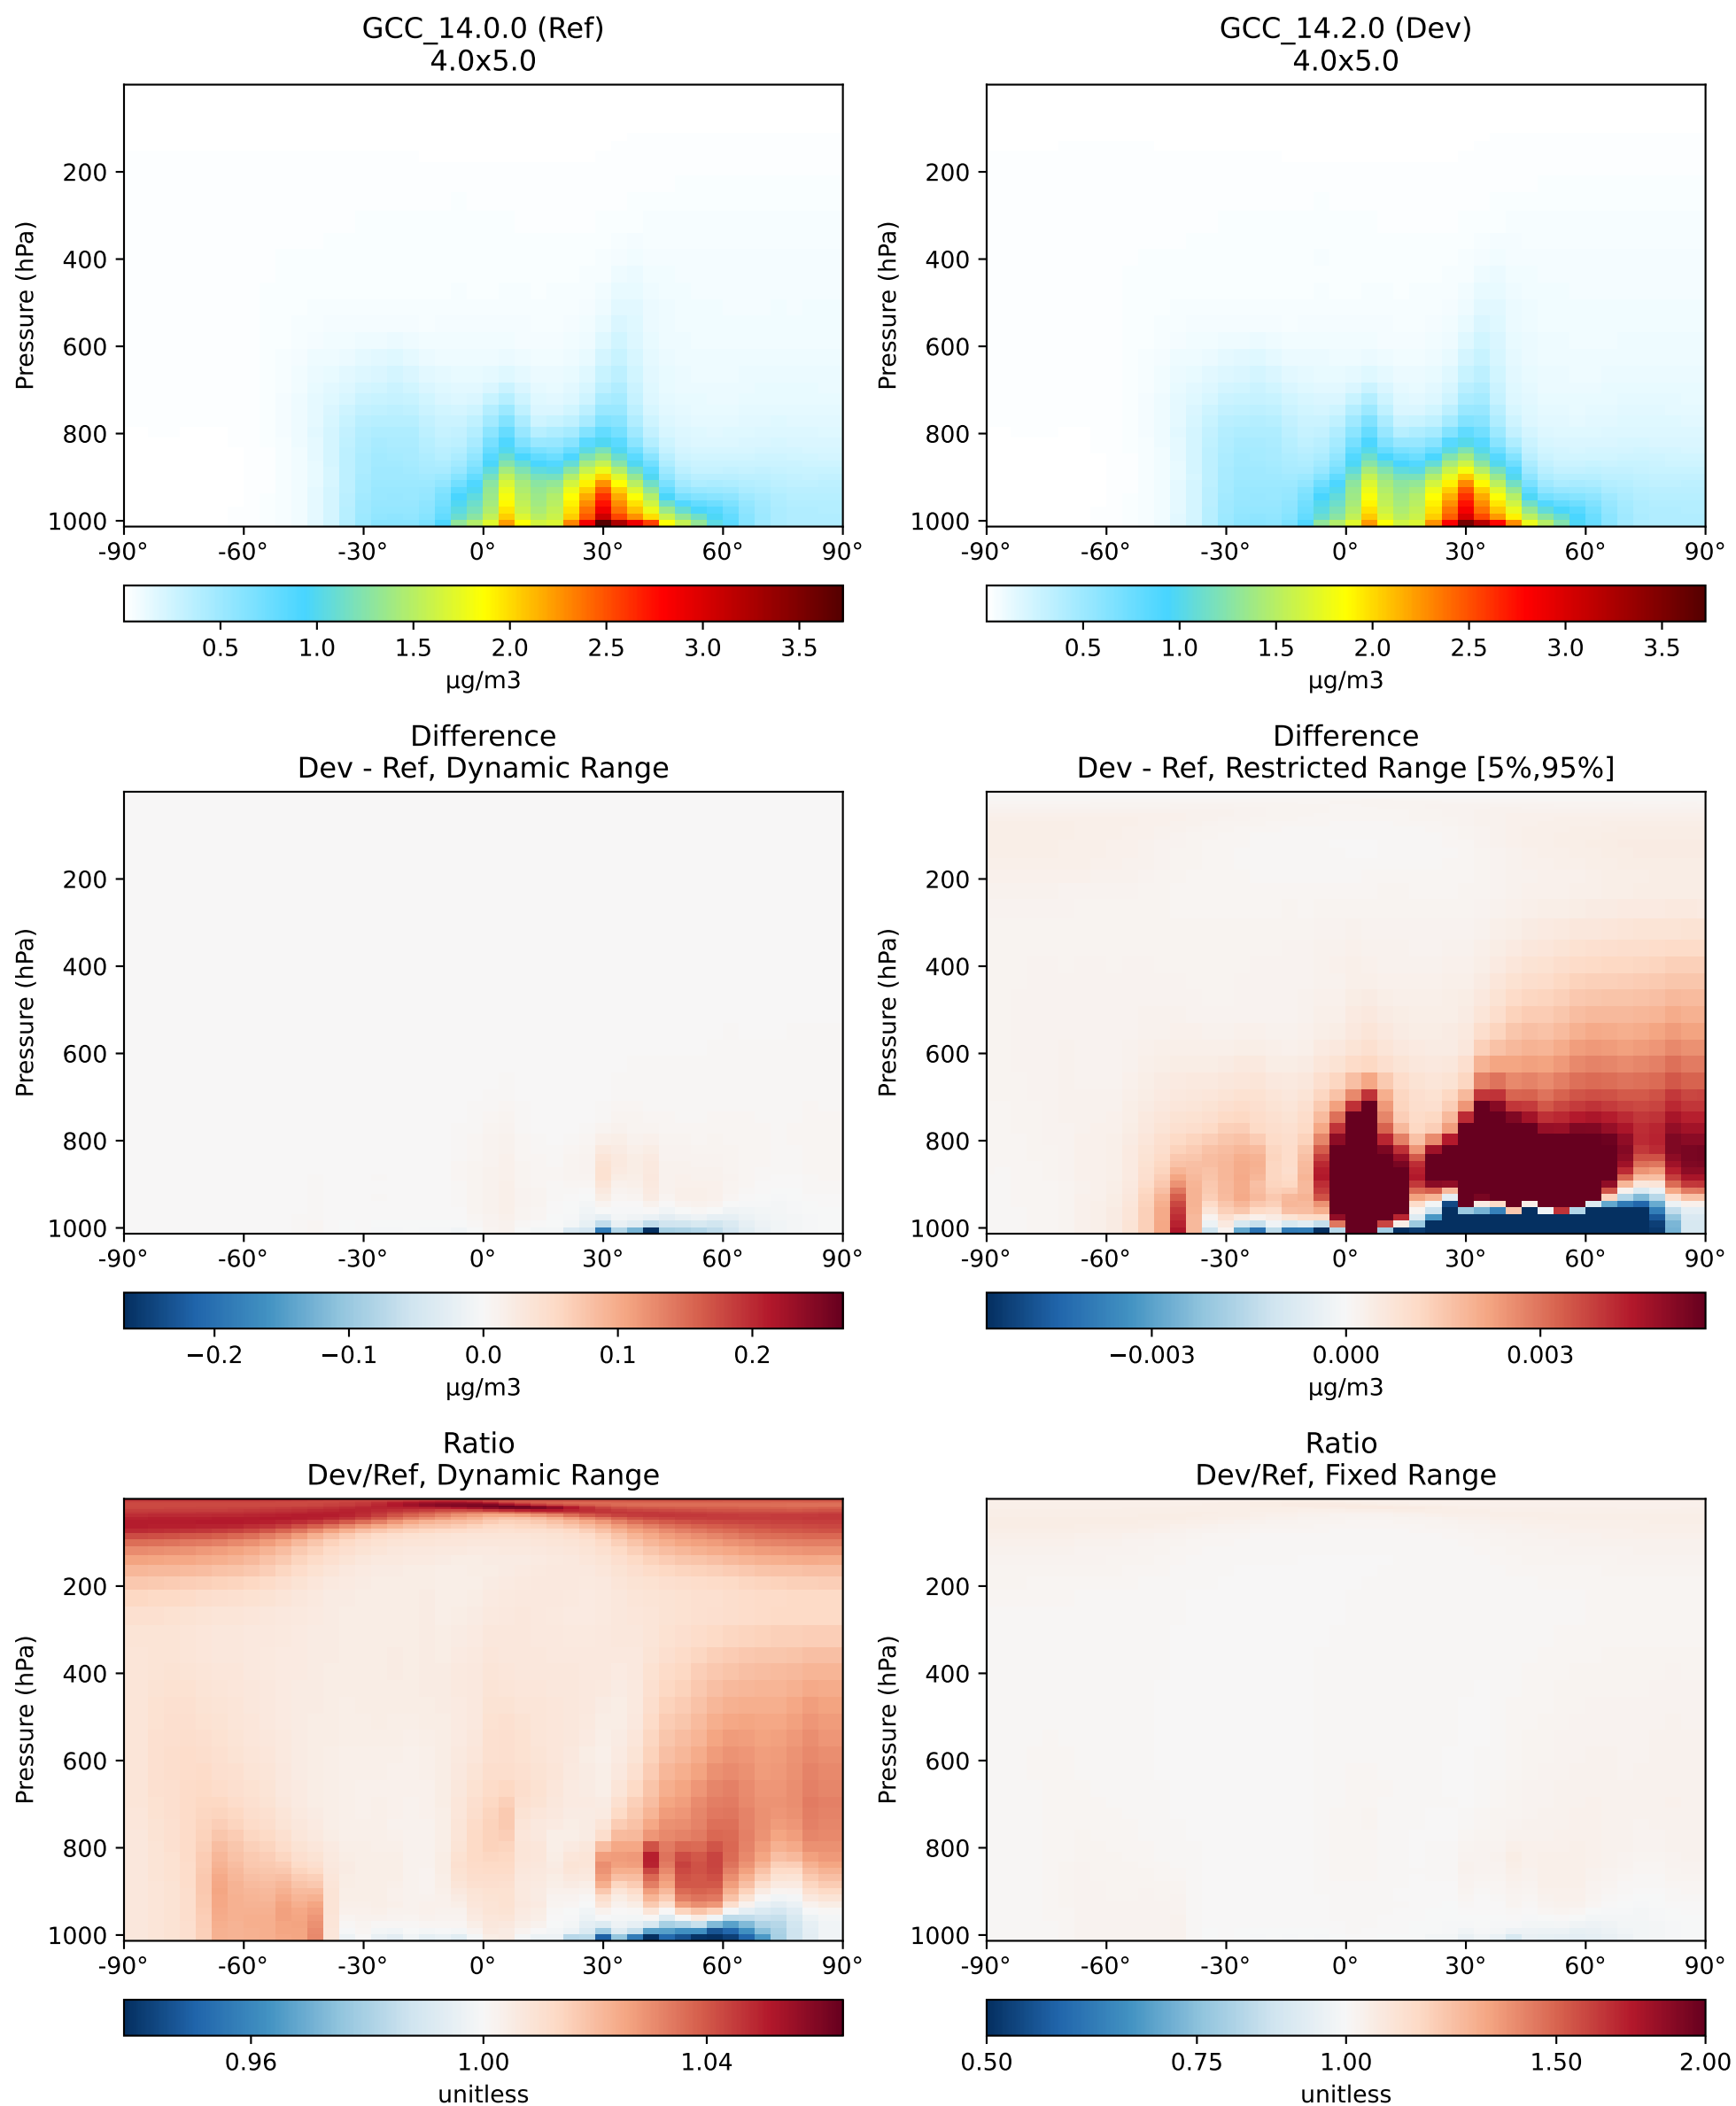 GCC_14.0.0 (Ref)
4.0x5.0
GCC_14.2.0 (Dev)
4.0x5.0
Pressure (hPa)
200
400
600
800
1000
-90° -60° -30° 0° 30° 60° 90°
0.5 1.0 1.5 2.0 2.5 3.0 3.5
µg/m3
Pressure (hPa)
200
400
600
800
1000
-90° -60° -30° 0° 30° 60° 90°
0.5 1.0 1.5 2.0 2.5 3.0 3.5
µg/m3
Difference
Dev - Ref, Dynamic Range
Pressure (hPa)
200
400
600
800
1000
-90° -60° -30° 0° 30° 60° 90°
−0.2 −0.1 0.0 0.1 0.2
µg/m3
Difference
Dev - Ref, Restricted Range [5%,95%]
Pressure (hPa)
200
400
600
800
1000
-90° -60° -30° 0° 30° 60° 90°
−0.003 0.000 0.003
µg/m3
Ratio
Dev/Ref, Dynamic Range
Pressure (hPa)
200
400
600
800
1000
-90° -60° -30° 0° 30° 60° 90°
0.96 1.00 1.04
unitless
Ratio
Dev/Ref, Fixed Range
Pressure (hPa)
200
400
600
800
1000
-90° -60° -30° 0° 30° 60° 90°
0.50 0.75 1.00 1.50 2.00
unitless